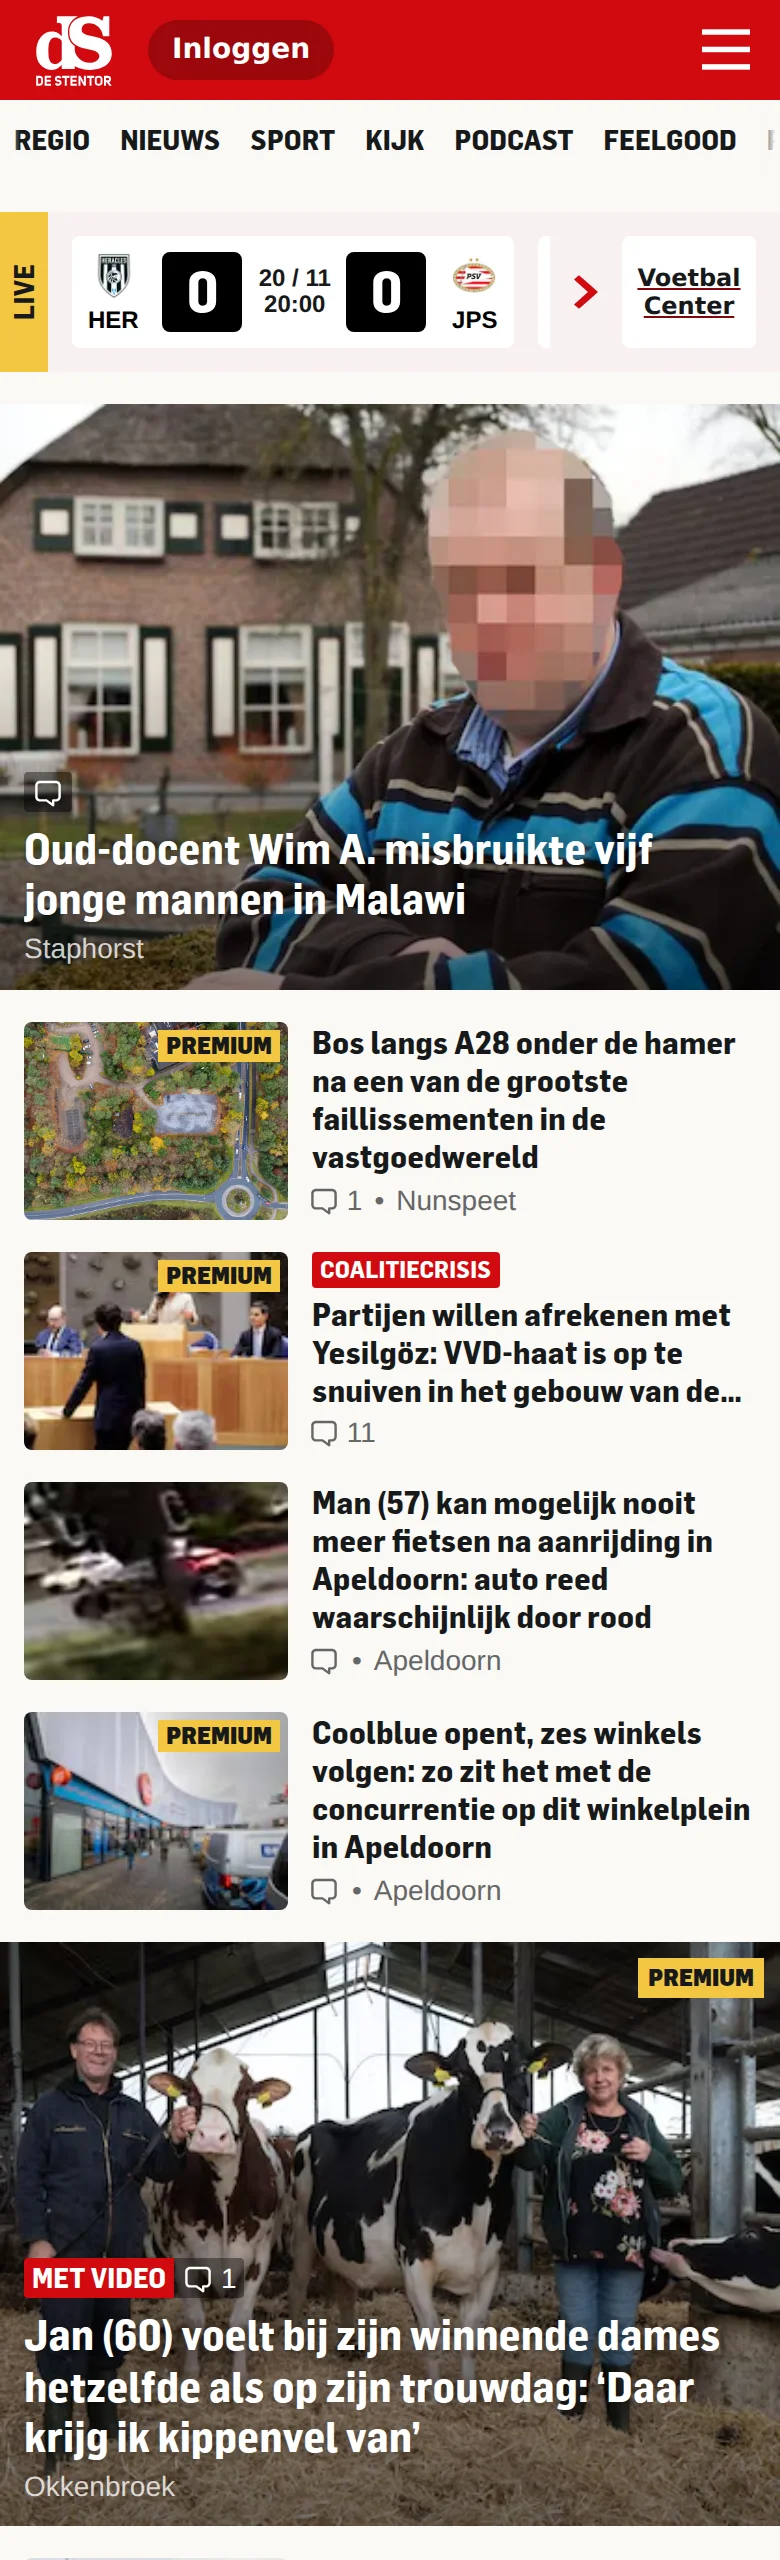 dS
DE STENTOR
Inloggen
REGIO NIEUWS SPORT KIJK PODCAST FEELGOOD
LIVE
HERACLES
HER
0
20 / 11
20:00
0
PSV
JPS
Voetbal
Center
Oud-docent Wim A. misbruikte vijf
jonge mannen in Malawi
Staphorst
PREMIUM
Bos langs A28 onder de hamer
na een van de grootste
faillissementen in de
vastgoedwereld
1 • Nunspeet
PREMIUM
COALITIECRISIS
Partijen willen afrekenen met
Yesilgöz: VVD-haat is op te
snuiven in het gebouw van de...
11
Man (57) kan mogelijk nooit
meer fietsen na aanrijding in
Apeldoorn: auto reed
waarschijnlijk door rood
• Apeldoorn
PREMIUM
Coolblue opent, zes winkels
volgen: zo zit het met de
concurrentie op dit winkelplein
in Apeldoorn
• Apeldoorn
PREMIUM
MET VIDEO 1
Jan (60) voelt bij zijn winnende dames
hetzelfde als op zijn trouwdag: ‘Daar
krijg ik kippenvel van’
Okkenbroek